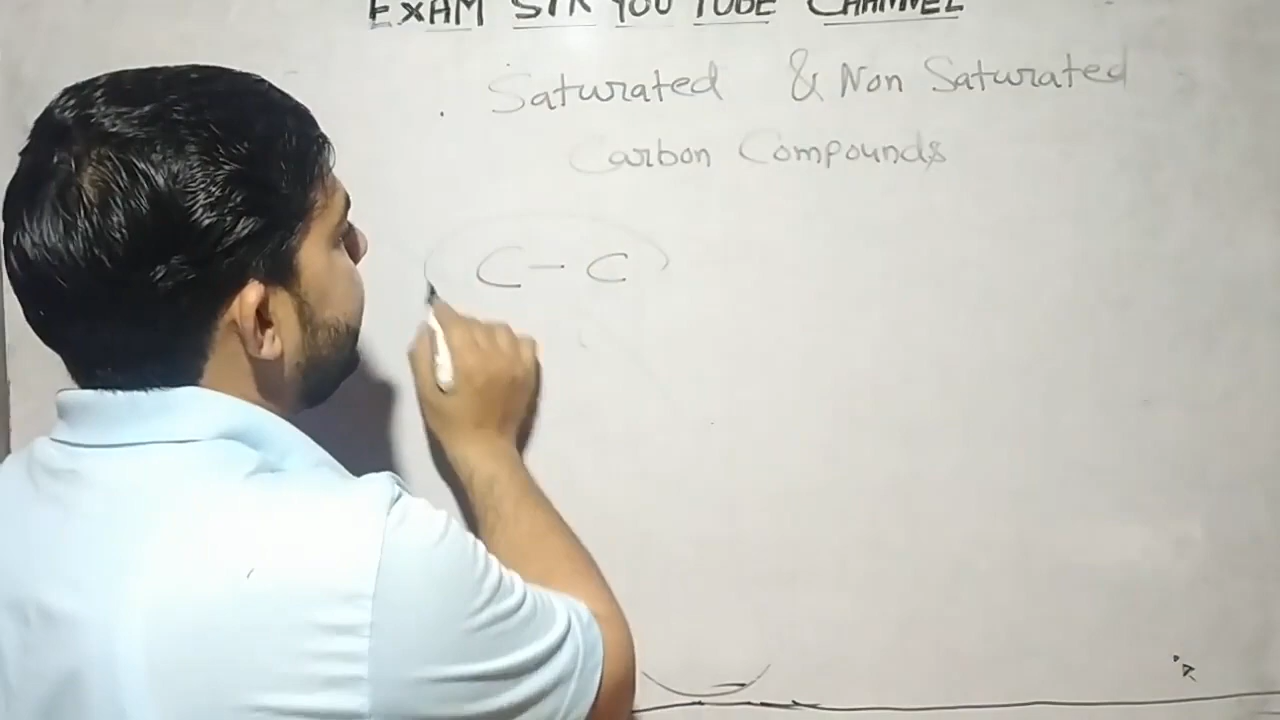 EXAM STR YOU TUBE CHANNEL
Saturated & Non Saturated
Carbon Compounds
C - C